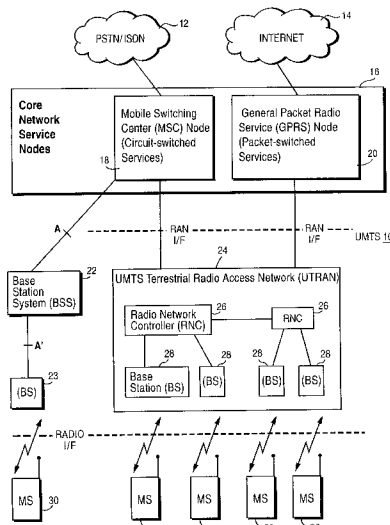 12
14
PSTN/ISDN
INTERNET
16
Core
Network
Service
Nodes
Mobile Switching
Center (MSC) Node
(Circuit-switched
Services)
18
General Packet Radio
Service (GPRS) Node
(Packet-switched
Services)
20
A
RAN
I/F
RAN
I/F
UMTS 10
22
24
Base
Station
System (BSS)
UMTS Terrestrial Radio Access Network (UTRAN)
Radio Network
Controller (RNC)
26
RNC
26
A'
23
(BS)
28
Base
Station (BS)
28
(BS)
28
(BS)
28
(BS)
RADIO
I/F
MS
30
MS
MS
MS
MS